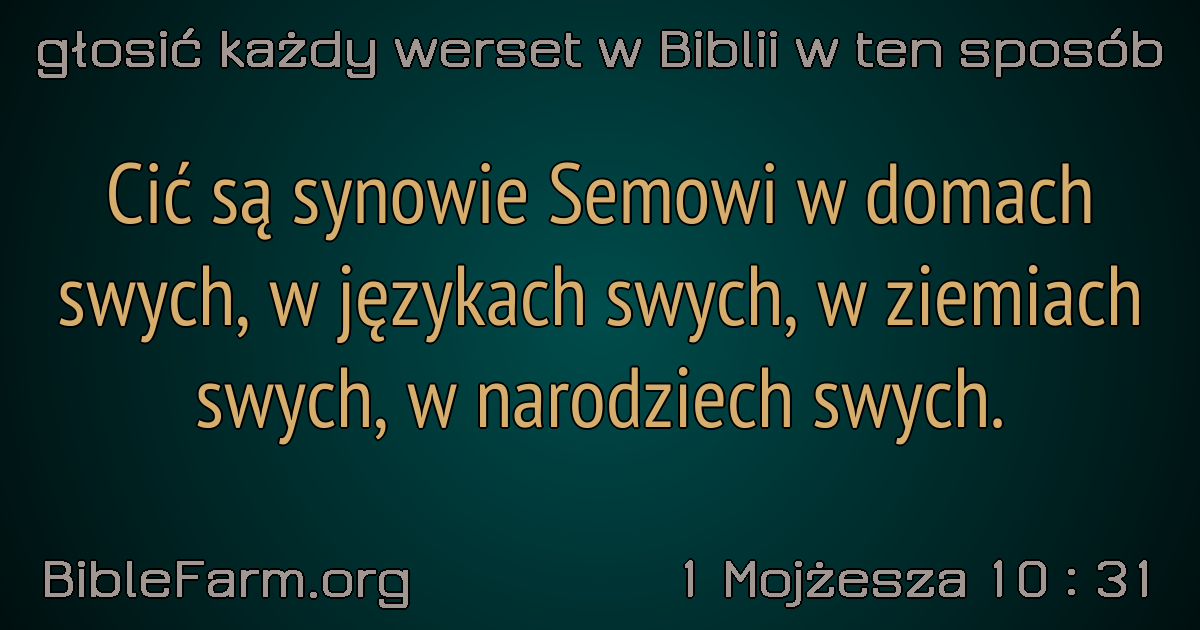 głosić każdy werset w Biblii w ten sposób
Cić są synowie Semowi w domach
swych, w językach swych, w ziemiach
swych, w narodziech swych.
BibleFarm.org
1 Mojżesza 10 : 31